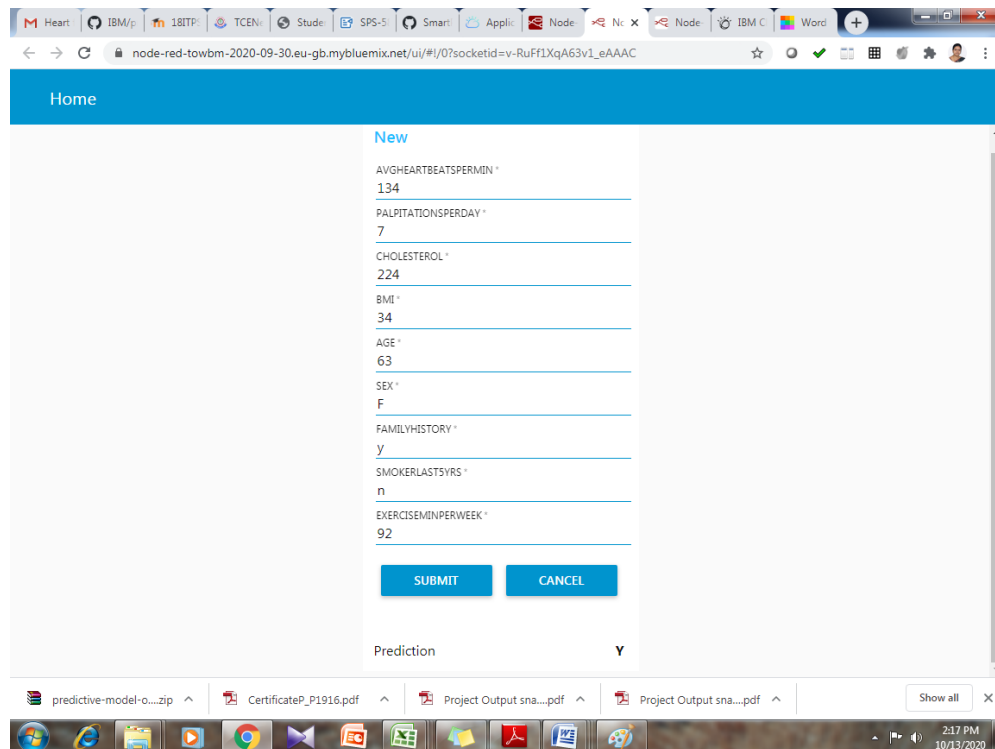 Heart
IBM/p
18ITP
TCEN
Stude
SPS-5
Smart
Applic
Node
Nc
Node
IBM C
Word
node-red-towbm-2020-09-30.eu-gb.mybluemix.net/ui/#!/0?socketid=v-RuFf1XqA63v1_eAAAC
Home
New
AVGHEARTBEATSPERMIN *
134
PALPITATIONSPERDAY *
7
CHOLESTEROL *
224
BMI *
34
AGE *
63
SEX *
F
FAMILYHISTORY *
y
SMOKERLAST5YRS *
n
EXERCISEMINPERWEEK *
92
SUBMIT CANCEL
Prediction Y
predictive-model-o....zip
CertificateP_P1916.pdf
Project Output sna....pdf
Project Output sna....pdf
Show all
2:17 PM
10/13/2020